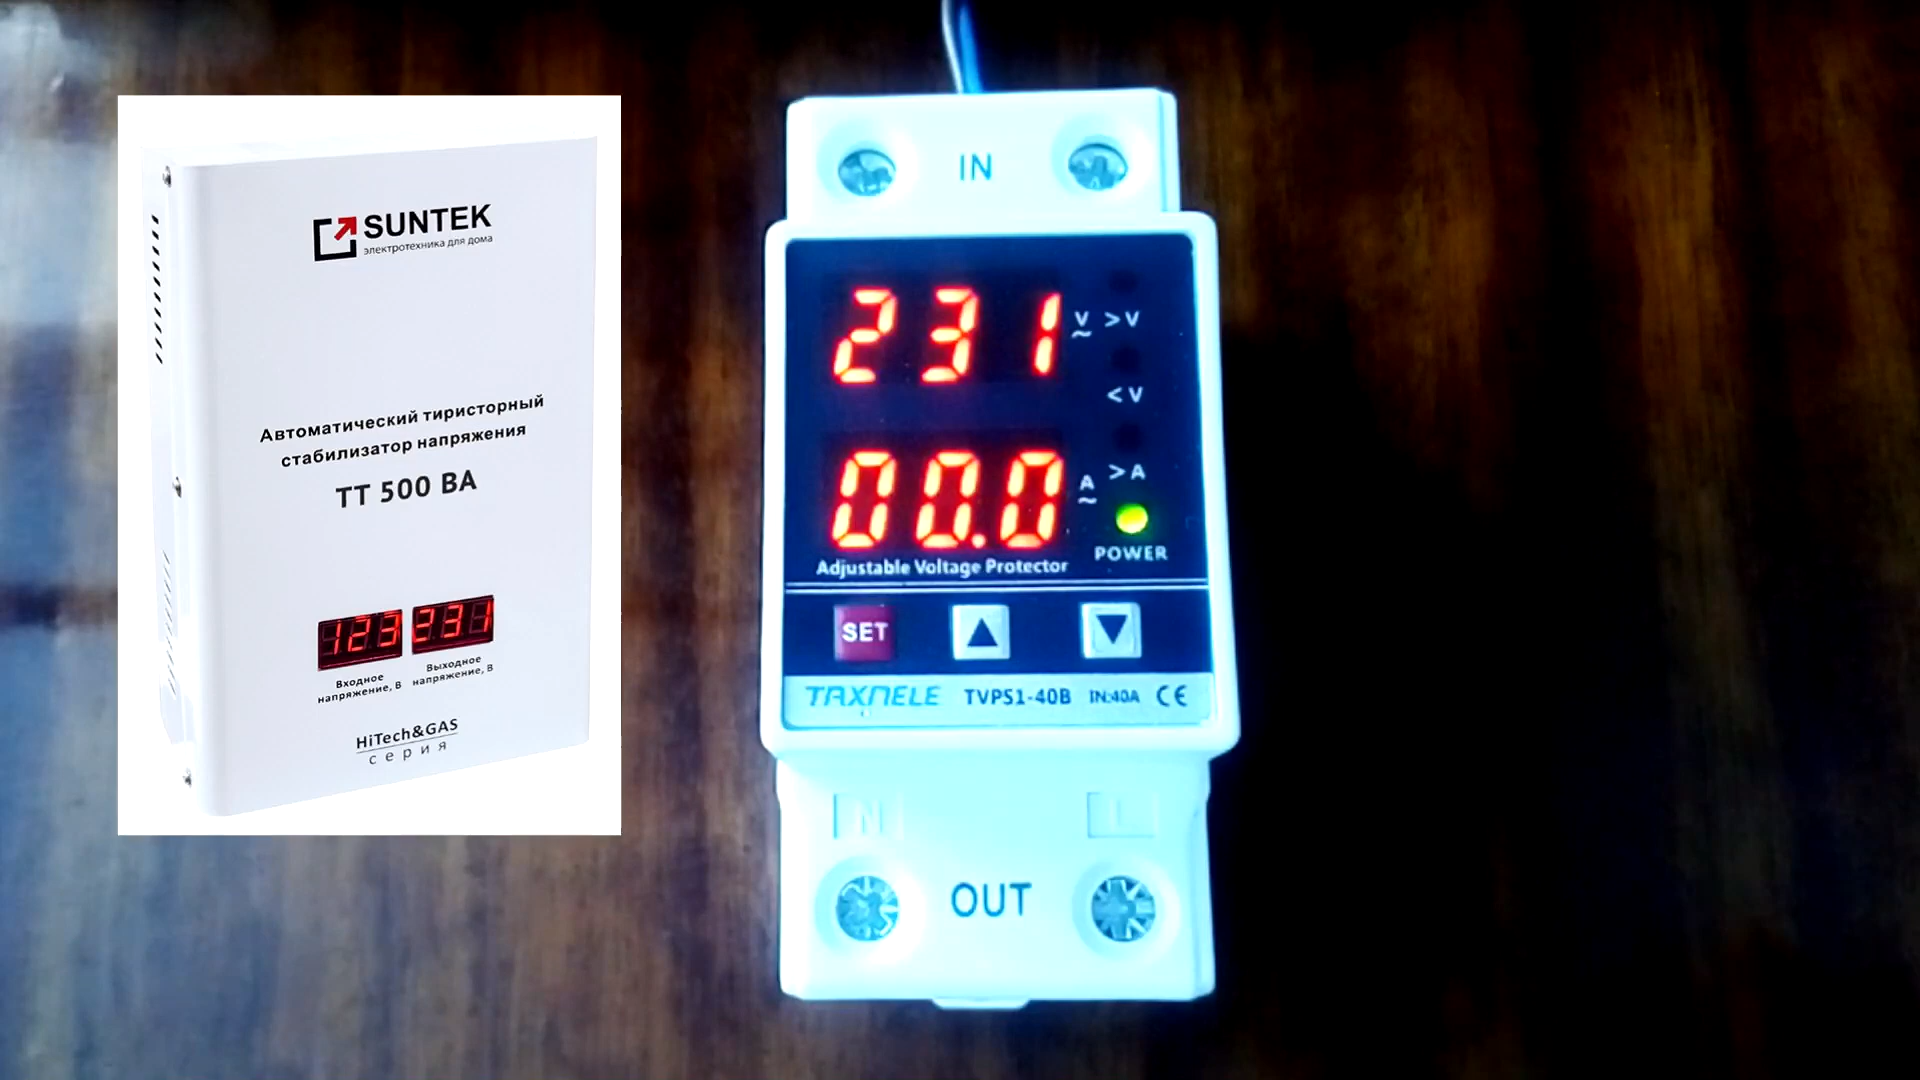 SUNTEK
электротехника для дома
Автоматический тиристорный
стабилизатор напряжения
ТТ 500 ВА
123 231
Входное
напряжение, В
Выходное
напряжение, В
HiTech&GAS
серия
IN
231 V~ >V
<V
00.0 A~ >A
POWER
Adjustable Voltage Protector
SET ▲ ▼
TAXNELE TVPS1-40B IN:40A CE
N L
OUT